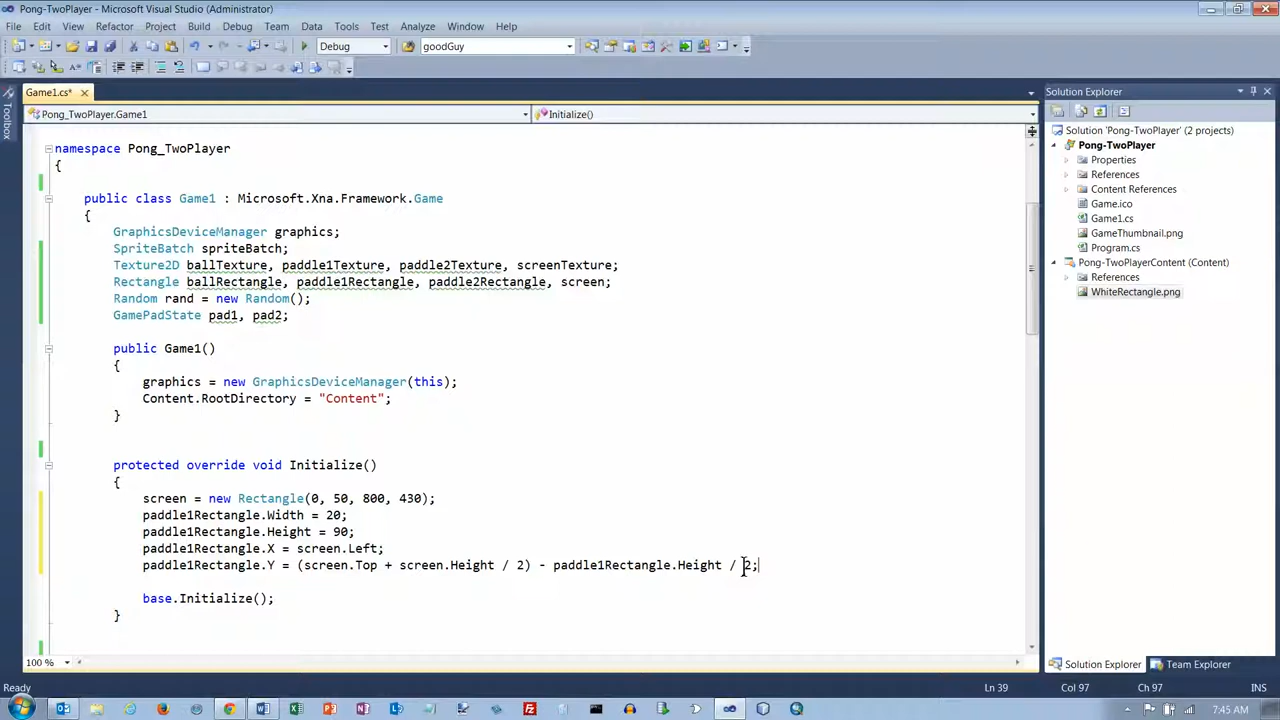 Pong-TwoPlayer - Microsoft Visual Studio (Administrator)
File Edit View Refactor Project Build Debug Team Data Tools Test Analyze Window Help
Debug goodGuy
Toolbox
Game1.cs*
Pong_TwoPlayer.Game1 Initialize()
namespace Pong_TwoPlayer
{
public class Game1 : Microsoft.Xna.Framework.Game
{
GraphicsDeviceManager graphics;
SpriteBatch spriteBatch;
Texture2D ballTexture, paddle1Texture, paddle2Texture, screenTexture;
Rectangle ballRectangle, paddle1Rectangle, paddle2Rectangle, screen;
Random rand = new Random();
GamePadState pad1, pad2;
public Game1()
{
graphics = new GraphicsDeviceManager(this);
Content.RootDirectory = "Content";
}
protected override void Initialize()
{
screen = new Rectangle(0, 50, 800, 430);
paddle1Rectangle.Width = 20;
paddle1Rectangle.Height = 90;
paddle1Rectangle.X = screen.Left;
paddle1Rectangle.Y = (screen.Top + screen.Height / 2) - paddle1Rectangle.Height / 2;
base.Initialize();
}
100 %
Solution Explorer
Solution 'Pong-TwoPlayer' (2 projects)
Pong-TwoPlayer
Properties
References
Content References
Game.ico
Game1.cs
GameThumbnail.png
Program.cs
Pong-TwoPlayerContent (Content)
References
WhiteRectangle.png
Solution Explorer Team Explorer
Ready Ln 39 Col 97 Ch 97 INS
7:45 AM